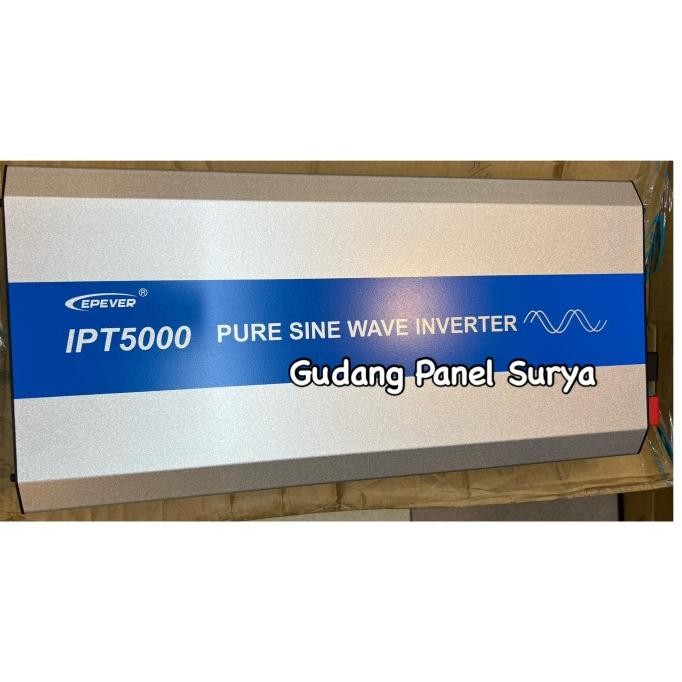 EPEVER®
IPT5000 PURE SINE WAVE INVERTER
Gudang Panel Surya